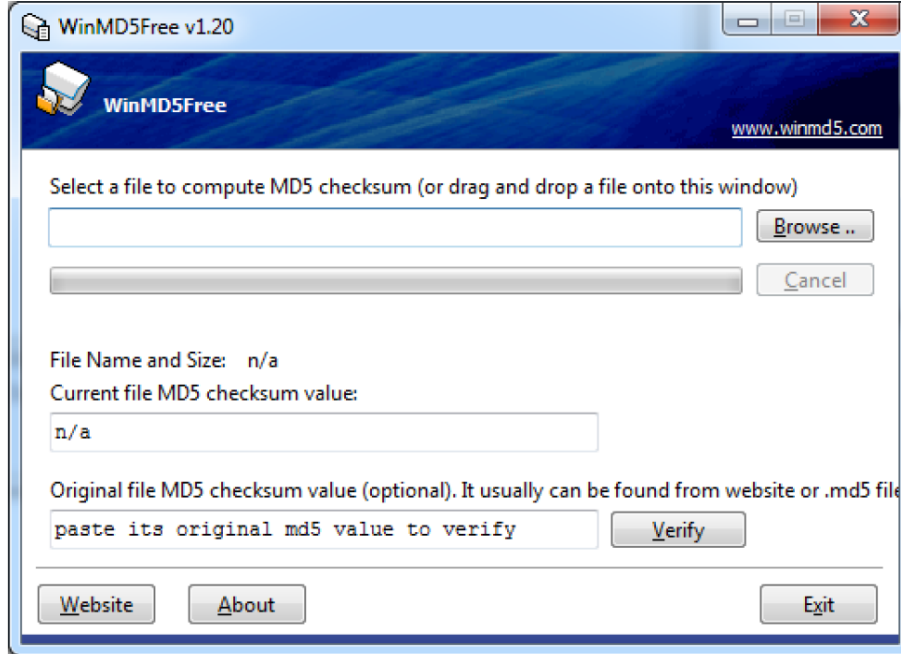 WinMD5Free v1.20
WinMD5Free
www.winmd5.com
Select a file to compute MD5 checksum (or drag and drop a file onto this window)
Browse ..
Cancel
File Name and Size: n/a
Current file MD5 checksum value:
n/a
Original file MD5 checksum value (optional). It usually can be found from website or .md5 file
paste its original md5 value to verify
Verify
Website About Exit